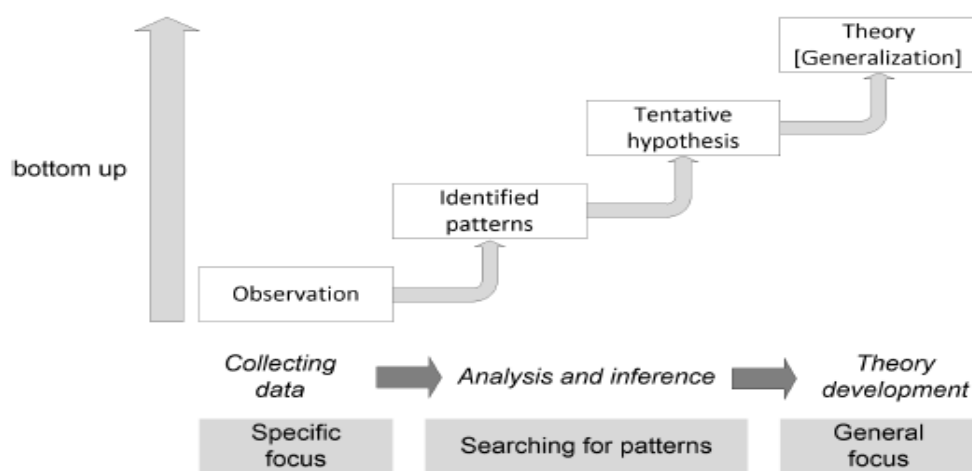 Theory
[Generalization]
Tentative
hypothesis
bottom up
Identified
patterns
Observation
Collecting
data
Analysis and inference
Theory
development
Specific
focus
Searching for patterns
General
focus